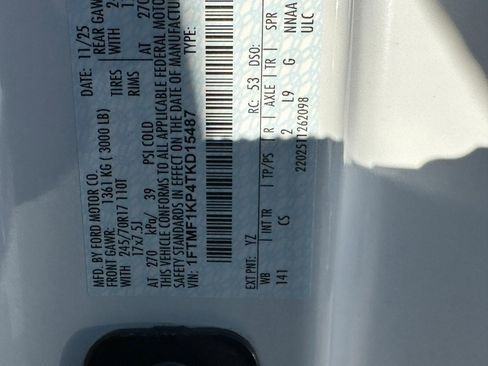 MFD. BY FORD MOTOR CO.
DATE: 11/25
FRONT GAWR:
REAR GAW
1361 KG ( 3000 LB)
WITH
245/70R17 110T
TIRES
17x7.5J
RIMS
AT 270 kPa/ 39 PSI COLD
AT 270
THIS VEHICLE CONFORMS TO ALL APPLICABLE FEDERAL MOTOR
SAFETY STANDARDS IN EFFECT ON THE DATE OF MANUFACTUR
VIN: 1FTMF1KP4TKD15487
TYPE:
EXT PNT: YZ
RC: 53
DSO:
WB
INT TR
TP/PS
R
AXLE
TR
SPR
141
CS
2
L9
G
NNAA
2202511262098
ULC